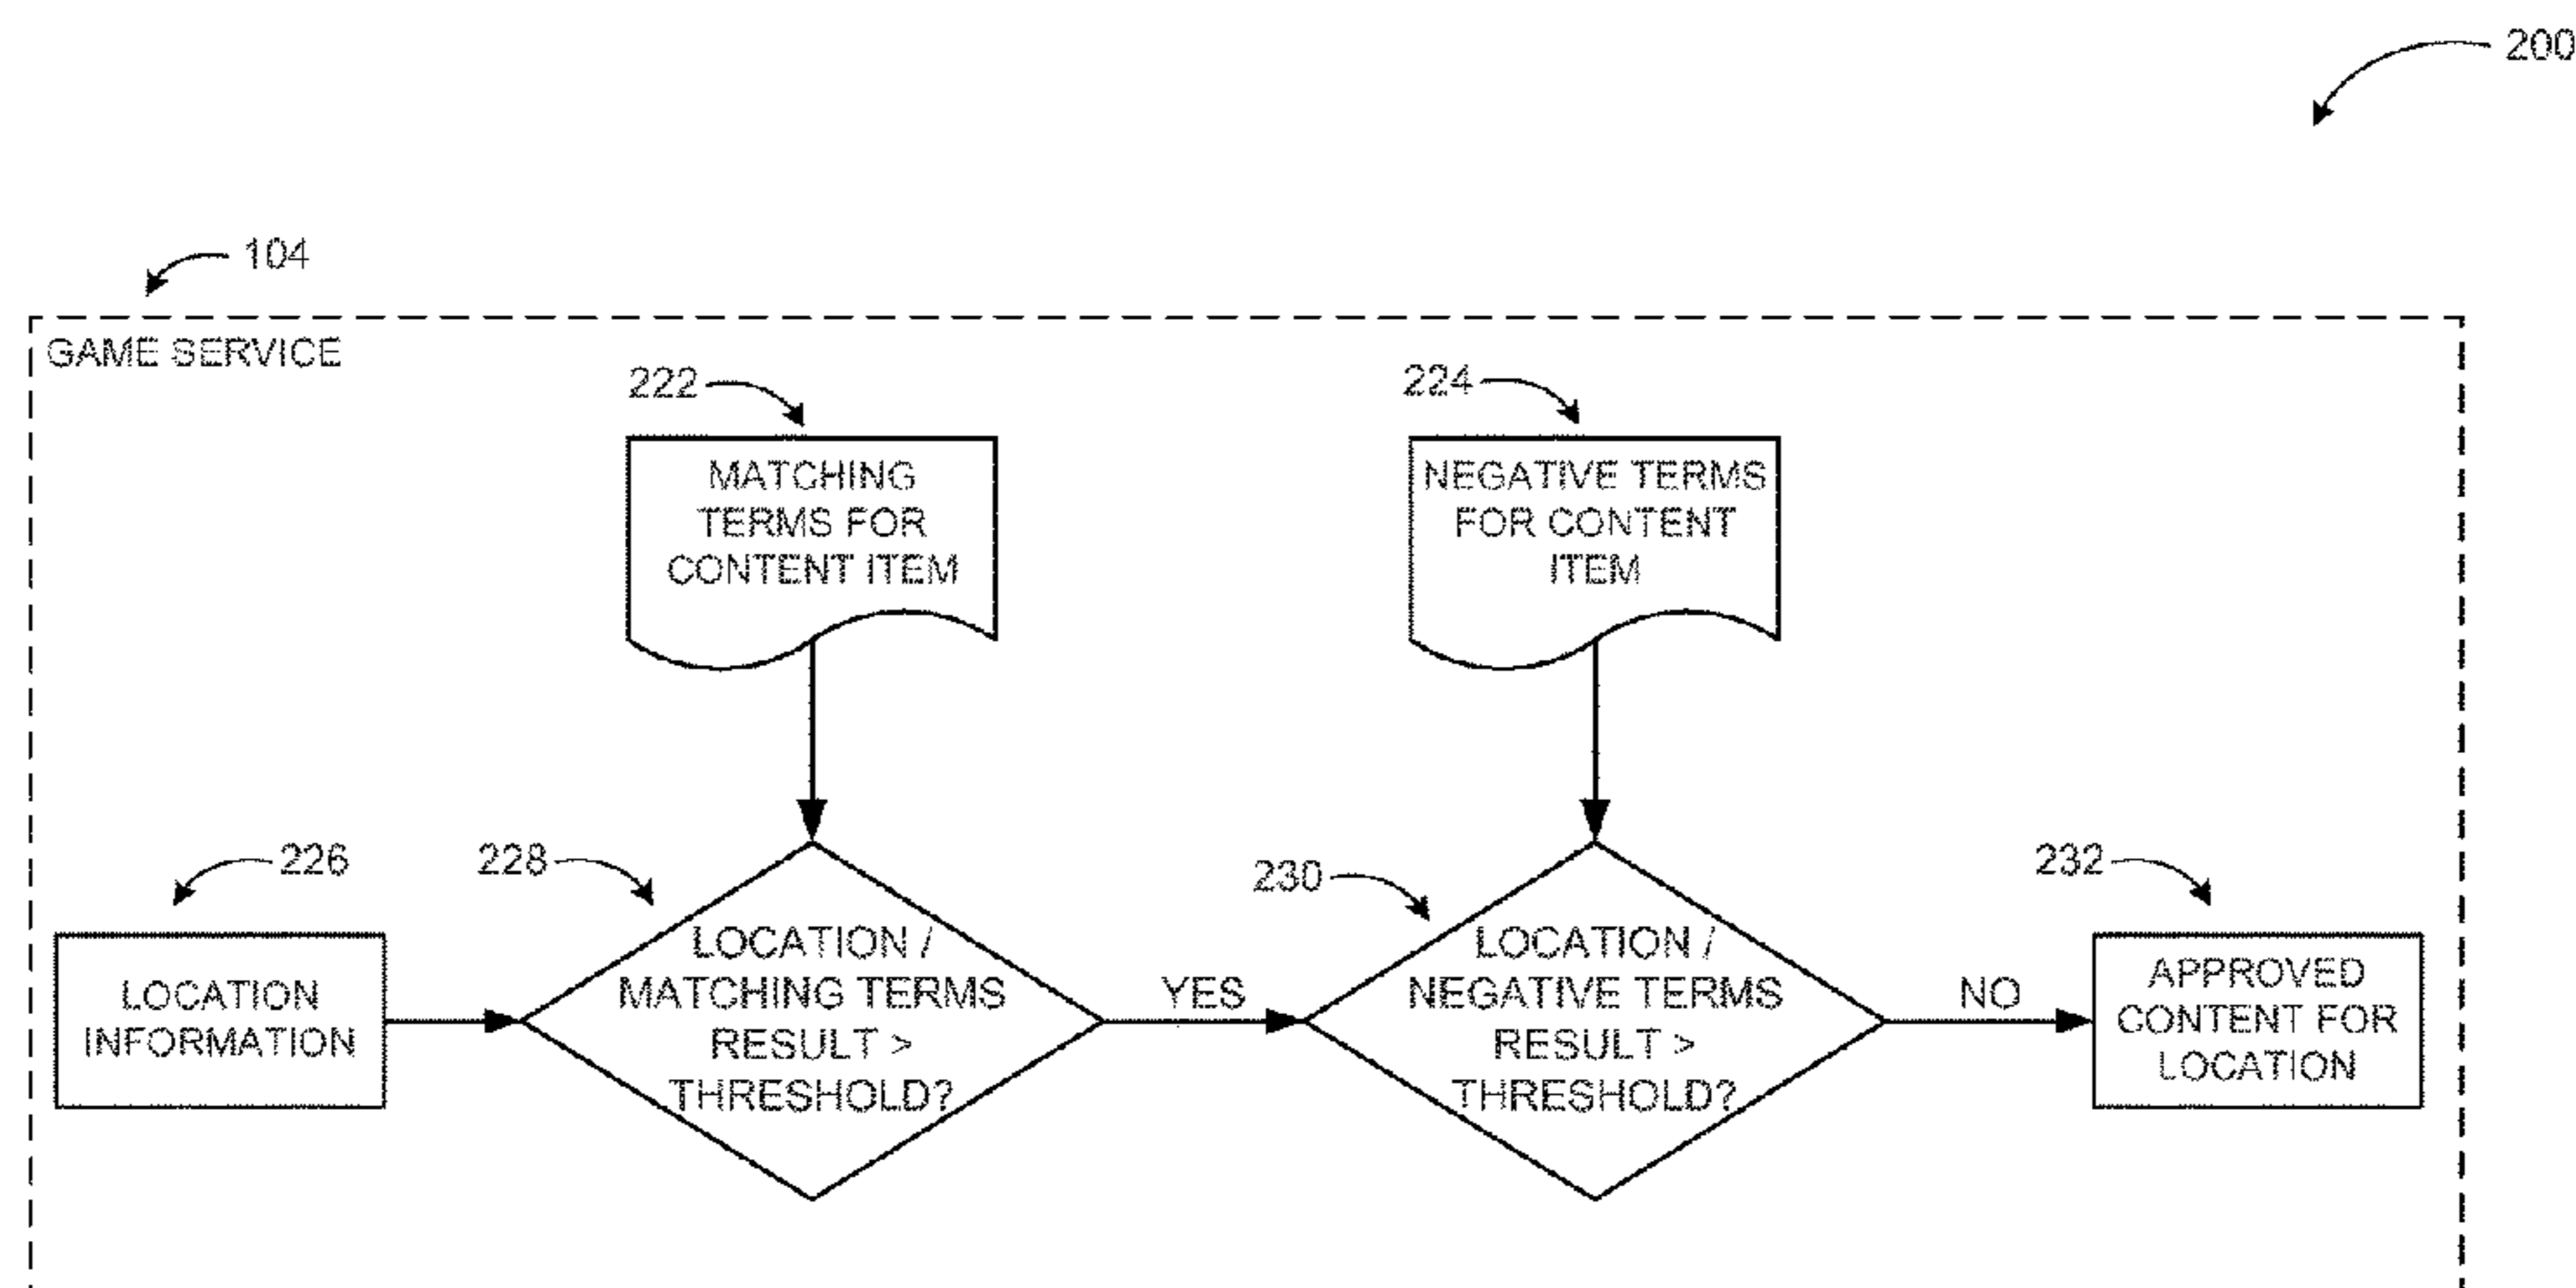 200
104
GAME SERVICE
222
MATCHING
TERMS FOR
CONTENT ITEM
224
NEGATIVE TERMS
FOR CONTENT
ITEM
226
LOCATION
INFORMATION
228
LOCATION /
MATCHING TERMS
RESULT >
THRESHOLD?
YES
230
LOCATION /
NEGATIVE TERMS
RESULT >
THRESHOLD?
NO
232
APPROVED
CONTENT FOR
LOCATION